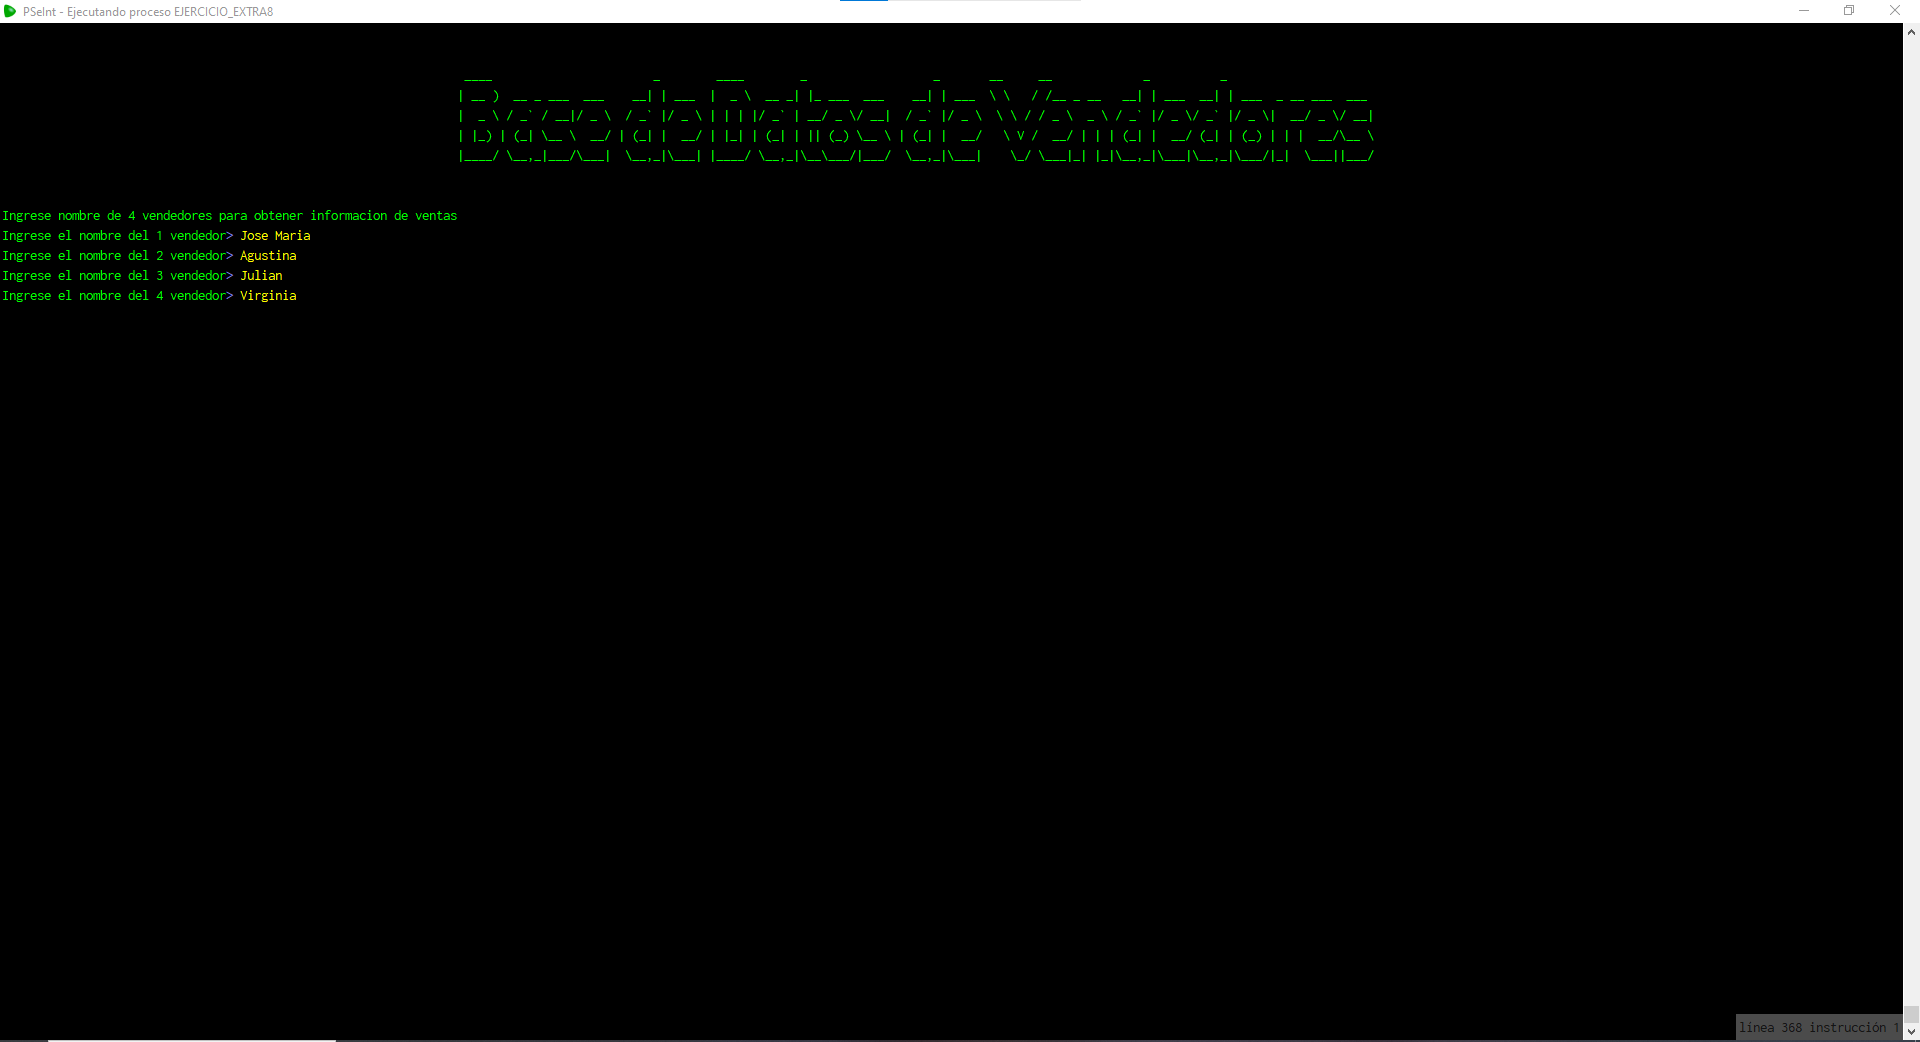 PSeInt - Ejecutando proceso EJERCICIO_EXTRA8
Base de Datos de Vendedores
Ingrese nombre de 4 vendedores para obtener informacion de ventas
Ingrese el nombre del 1 vendedor> Jose Maria
Ingrese el nombre del 2 vendedor> Agustina
Ingrese el nombre del 3 vendedor> Julian
Ingrese el nombre del 4 vendedor> Virginia
línea 368 instrucción 1